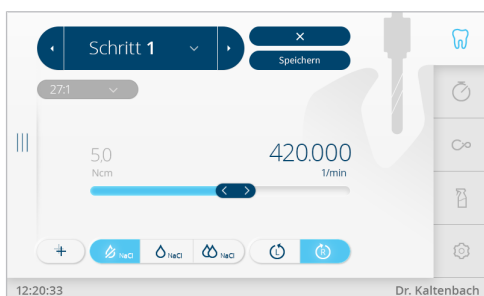 Schritt 1
×
Speichern
27:1
5,0
Ncm
420.000
1/min
NaCl
NaCl
NaCl
L
R
12:20:33
Dr. Kaltenbach